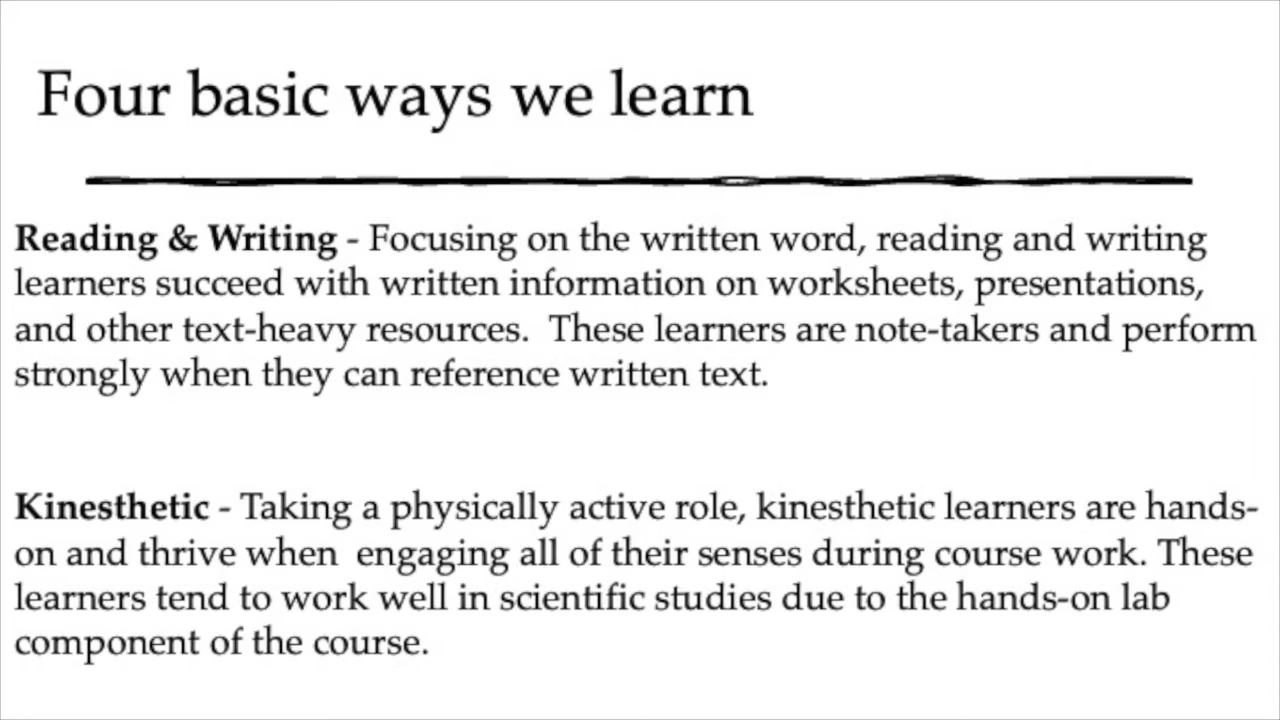 Four basic ways we learn
Reading & Writing - Focusing on the written word, reading and writing
learners succeed with written information on worksheets, presentations,
and other text-heavy resources.  These learners are note-takers and perform
strongly when they can reference written text.
Kinesthetic - Taking a physically active role, kinesthetic learners are hands-
on and thrive when  engaging all of their senses during course work. These
learners tend to work well in scientific studies due to the hands-on lab
component of the course.